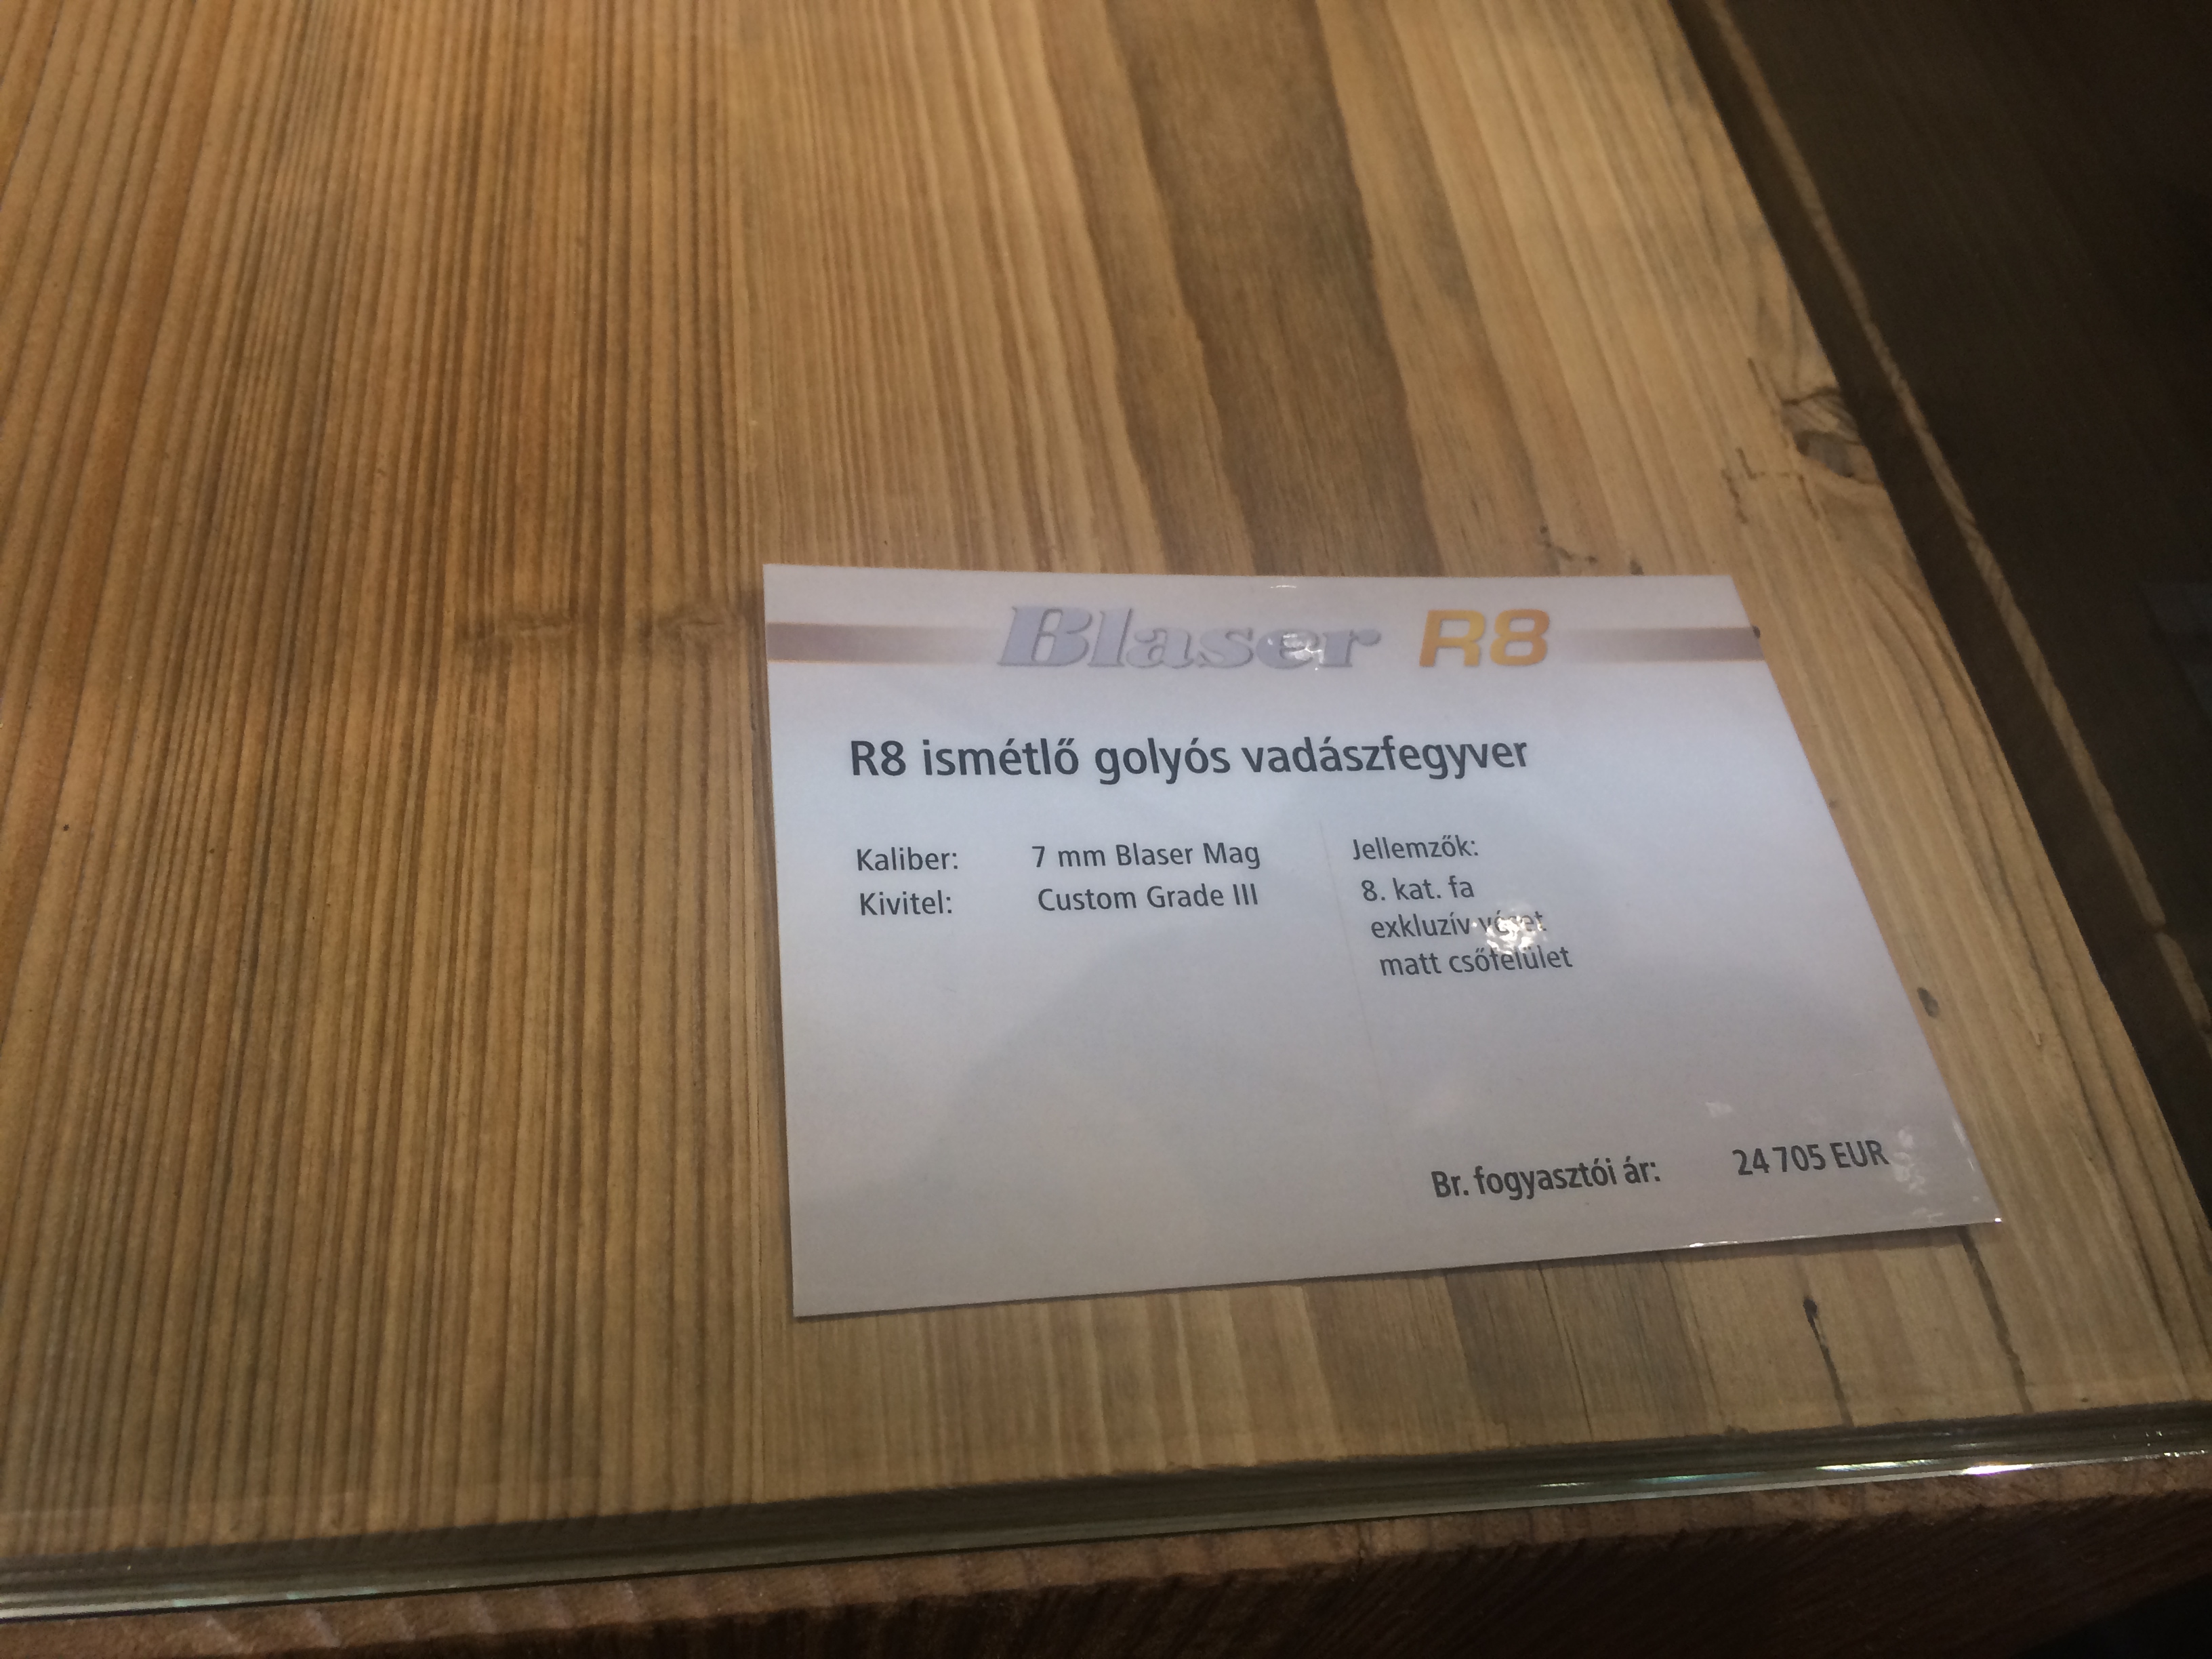 Blaser R8
R8 ismétlő golyós vadászfegyver
Kaliber: 7 mm Blaser Mag
Kivitel: Custom Grade III
Jellemzők:
8. kat. fa
exkluzív véset
matt csőfelület
Br. fogyasztói ár: 24 705 EUR